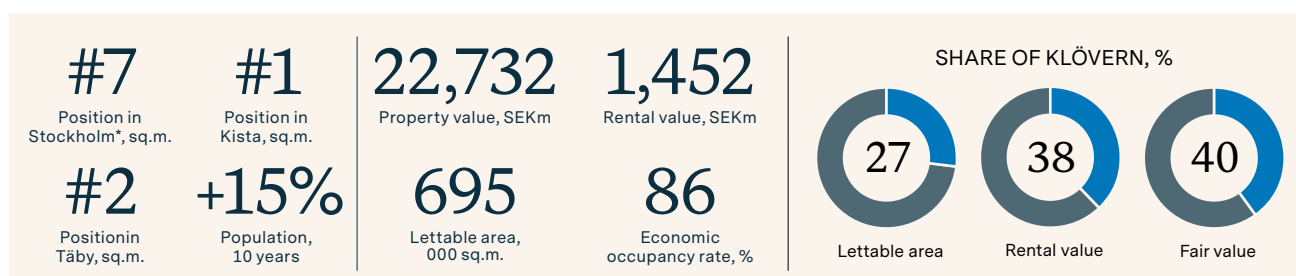 #7
Position in
Stockholm*, sq.m.
#1
Position in
Kista, sq.m.
#2
Positionin
Täby, sq.m.
+15%
Population,
10 years
22,732
Property value, SEKm
1,452
Rental value, SEKm
695
Lettable area,
000 sq.m.
86
Economic
occupancy rate, %
SHARE OF KLÖVERN, %
27
Lettable area
38
Rental value
40
Fair value